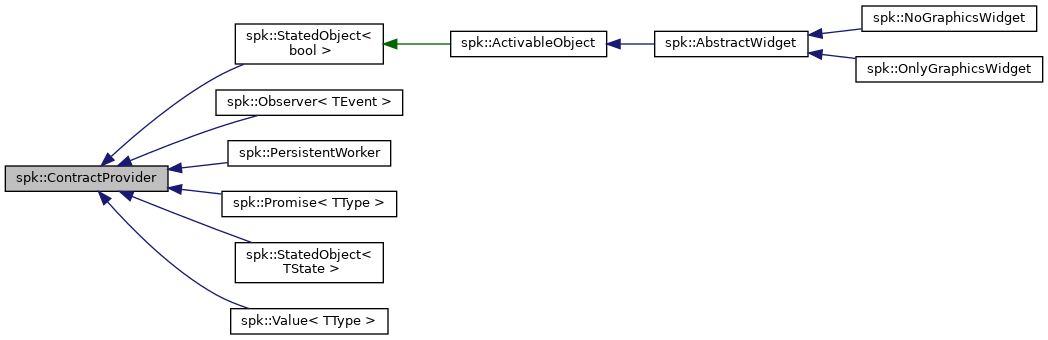 spk::NoGraphicsWidget
spk::StatedObject<
bool >
spk::ActivableObject
spk::AbstractWidget
spk::OnlyGraphicsWidget
spk::Observer< TEvent >
spk::PersistentWorker
spk::ContractProvider
spk::Promise< TType >
spk::StatedObject<
TState >
spk::Value< TType >